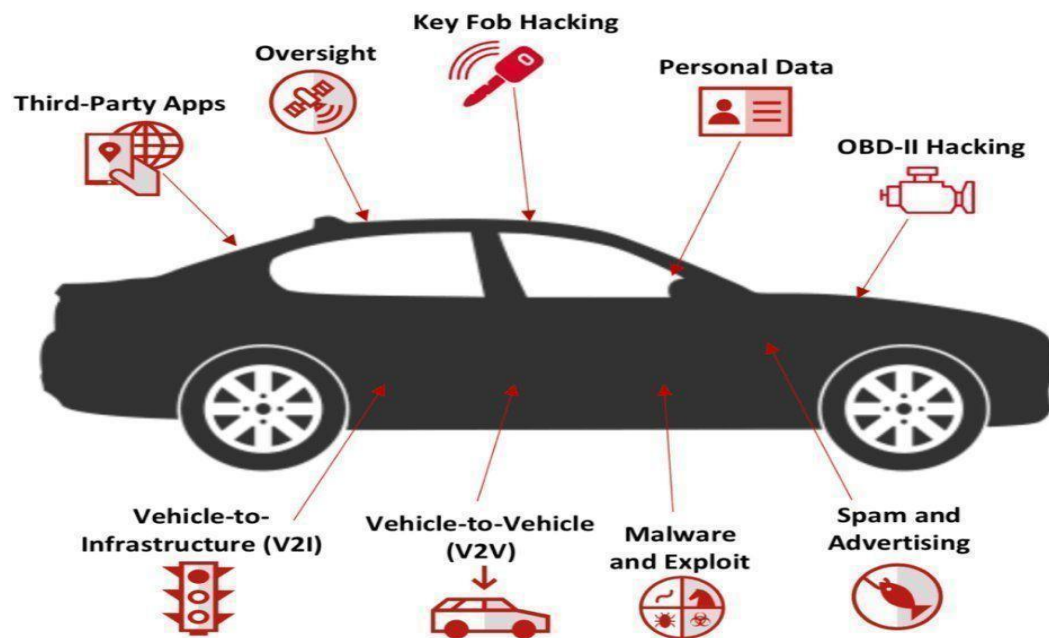 Key Fob Hacking
Oversight
Personal Data
Third-Party Apps
OBD-II Hacking
Vehicle-to-
Infrastructure (V2I)
Vehicle-to-Vehicle
(V2V)
Malware
and Exploit
Spam and
Advertising